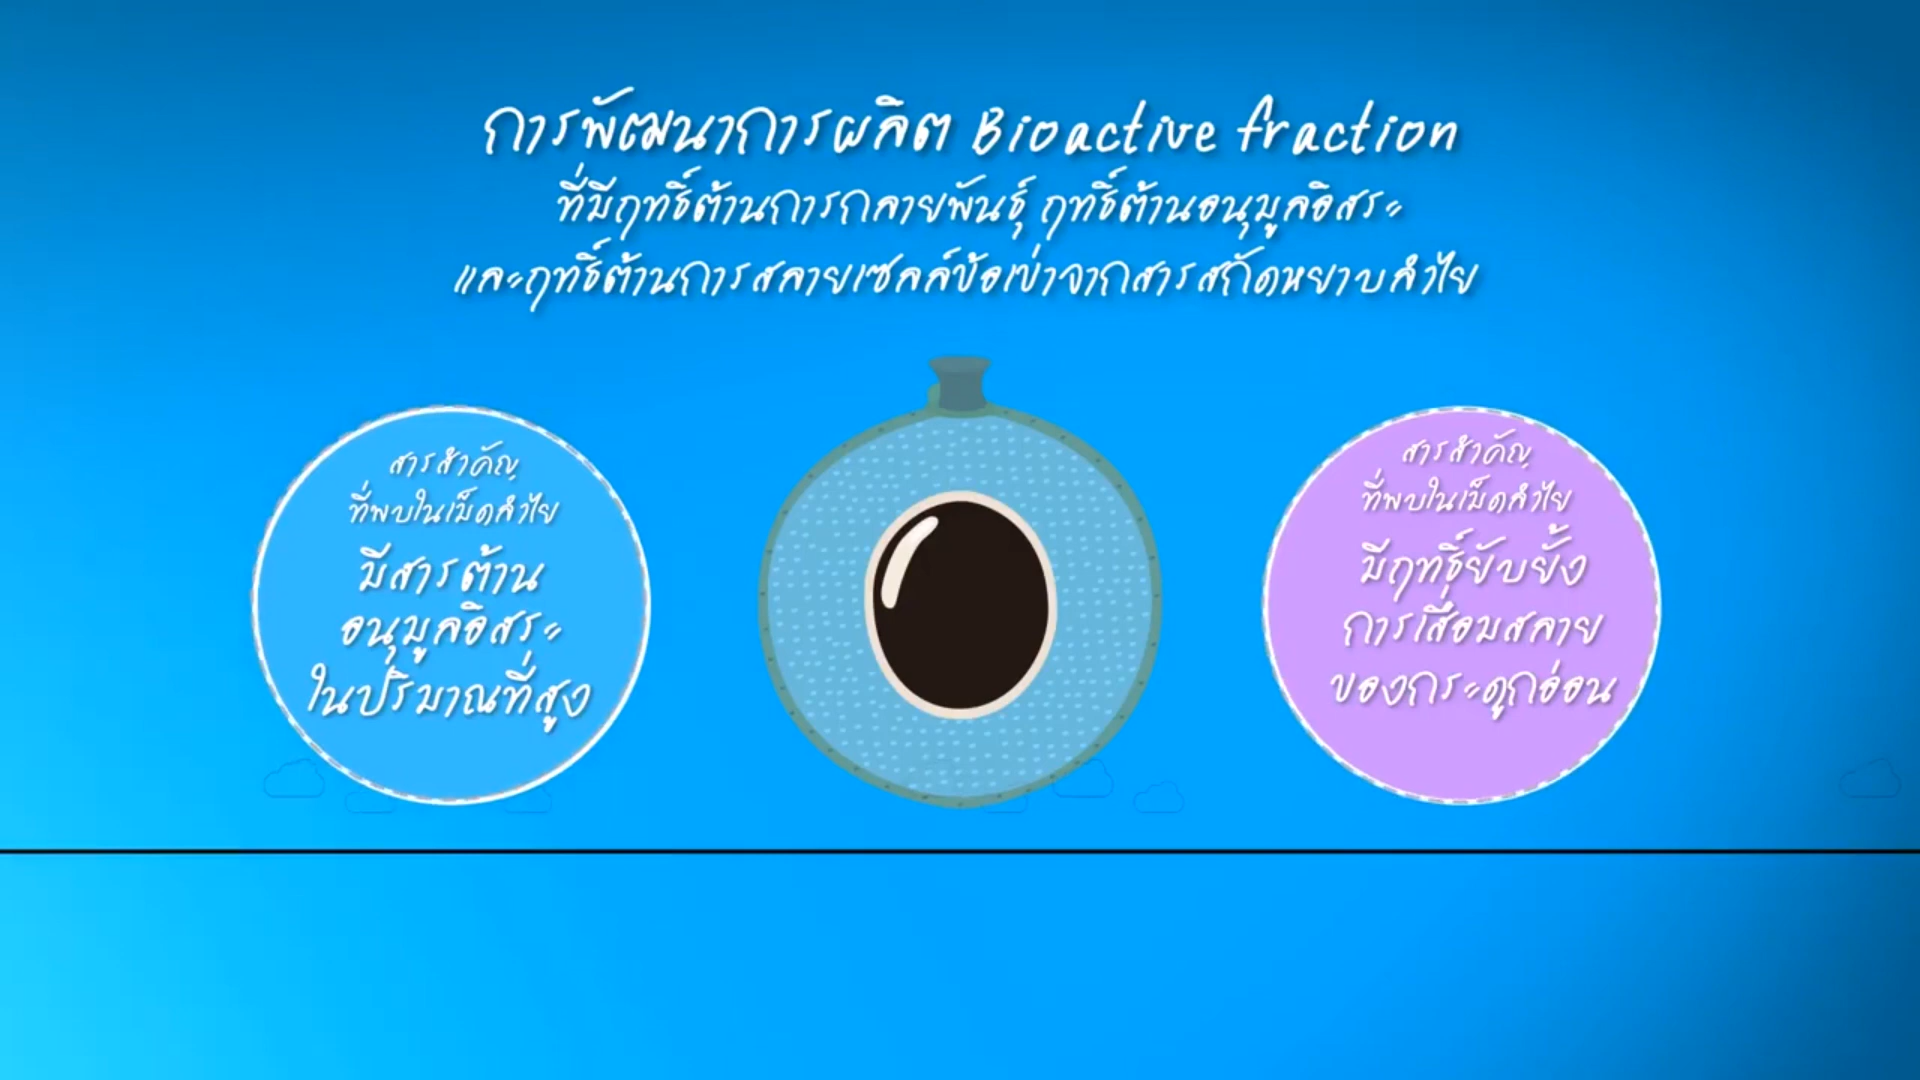 การพัฒนาการผลิต Bioactive fraction
ที่มีฤทธิ์ต้านการกลายพันธุ์ ฤทธิ์ต้านอนุมูลอิสระ
และฤทธิ์ต้านการสลายเซลล์ข้อเข่าจากสารสกัดหยาบลำไย
สารสำคัญ
ที่พบในเม็ดลำไย
มีสารต้าน
อนุมูลอิสระ
ในปริมาณที่สูง
สารสำคัญ
ที่พบในเม็ดลำไย
มีฤทธิ์ยับยั้ง
การเสื่อมสลาย
ของกระดูกอ่อน